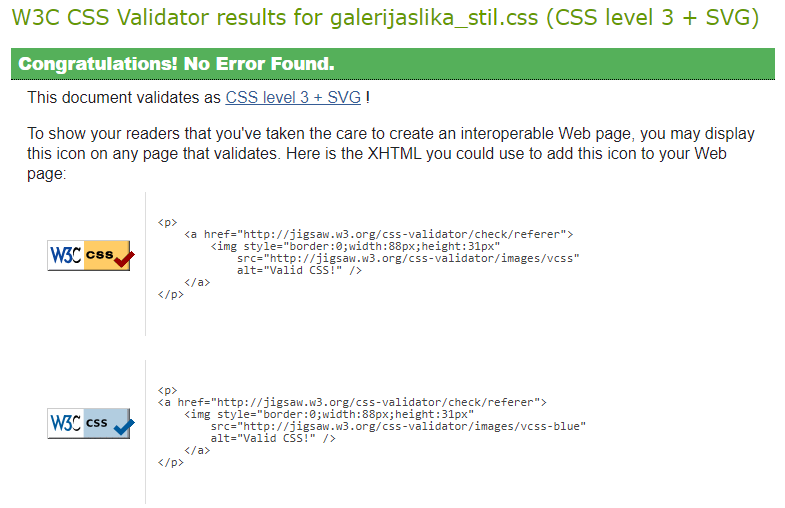 W3C CSS Validator results for galerijaslika_stil.css (CSS level 3 + SVG)
Congratulations! No Error Found.
This document validates as CSS level 3 + SVG !
To show your readers that you've taken the care to create an interoperable Web page, you may display
this icon on any page that validates. Here is the XHTML you could use to add this icon to your Web
page:
W3C css
<p>
    <a href="http://jigsaw.w3.org/css-validator/check/referer">
        <img style="border:0;width:88px;height:31px"
            src="http://jigsaw.w3.org/css-validator/images/vcss"
            alt="Valid CSS!" />
    </a>
</p>
W3C css
<p>
<a href="http://jigsaw.w3.org/css-validator/check/referer">
    <img style="border:0;width:88px;height:31px"
        src="http://jigsaw.w3.org/css-validator/images/vcss-blue"
        alt="Valid CSS!" />
    </a>
</p>